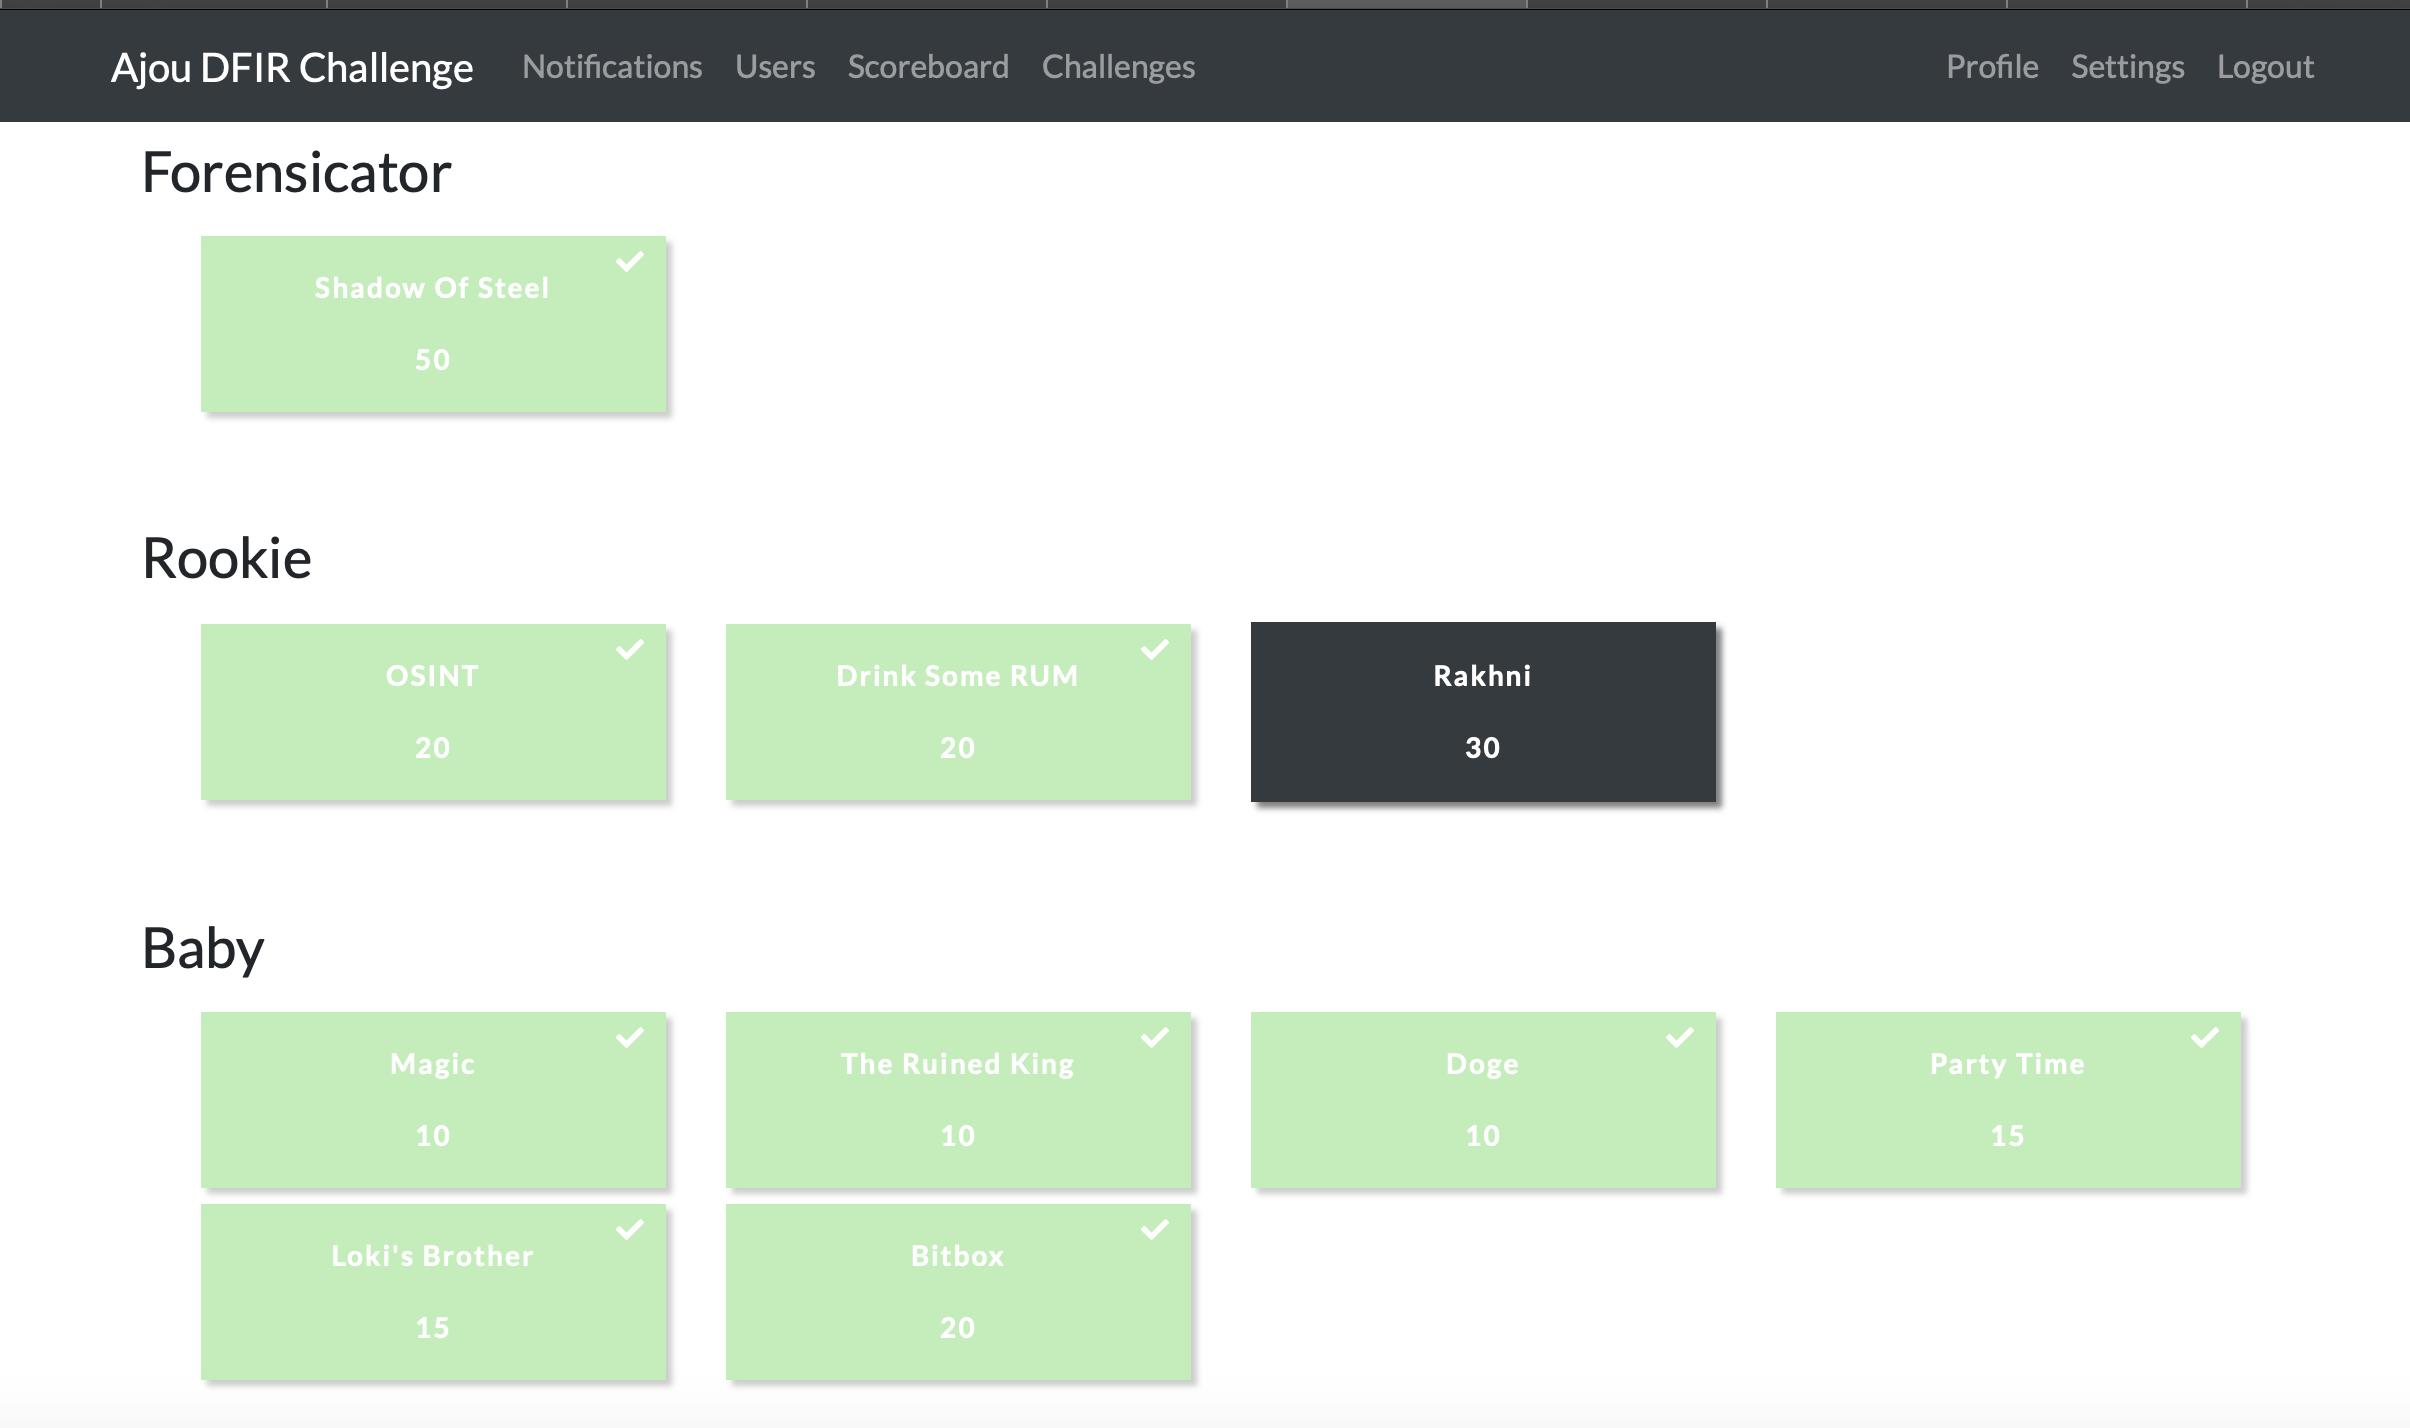 Ajou DFIR Challenge Notifications Users Scoreboard Challenges Profile Settings Logout
Forensicator
Shadow Of Steel
50
Rookie
OSINT
20
Drink Some RUM
20
Rakhni
30
Baby
Magic
10
The Ruined King
10
Doge
10
Party Time
15
Loki's Brother
15
Bitbox
20